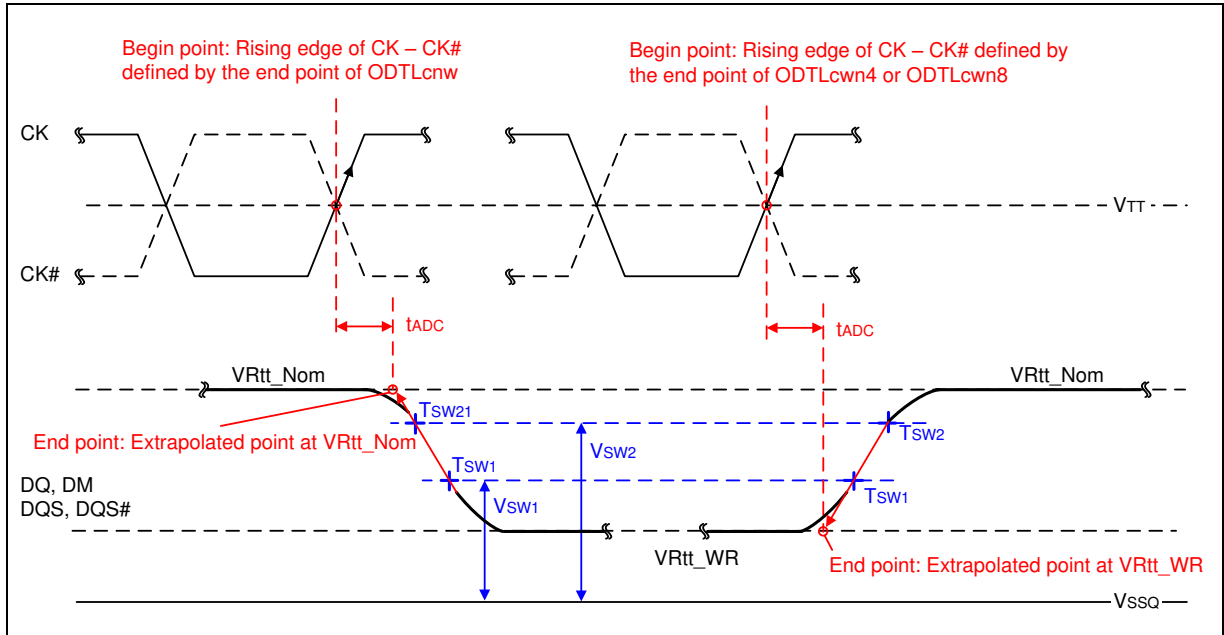 Begin point: Rising edge of CK – CK#
defined by the end point of ODTLcnw
Begin point: Rising edge of CK – CK# defined by
the end point of ODTLcwn4 or ODTLcwn8
CK
VTT
CK#
tADC
tADC
VRtt_Nom
VRtt_Nom
TSW21
End point: Extrapolated point at VRtt_Nom
TSW2
VSW2
TSW1
DQ, DM
DQS, DQS#
VSW1
TSW1
VRtt_WR
End point: Extrapolated point at VRtt_WR
VSSQ